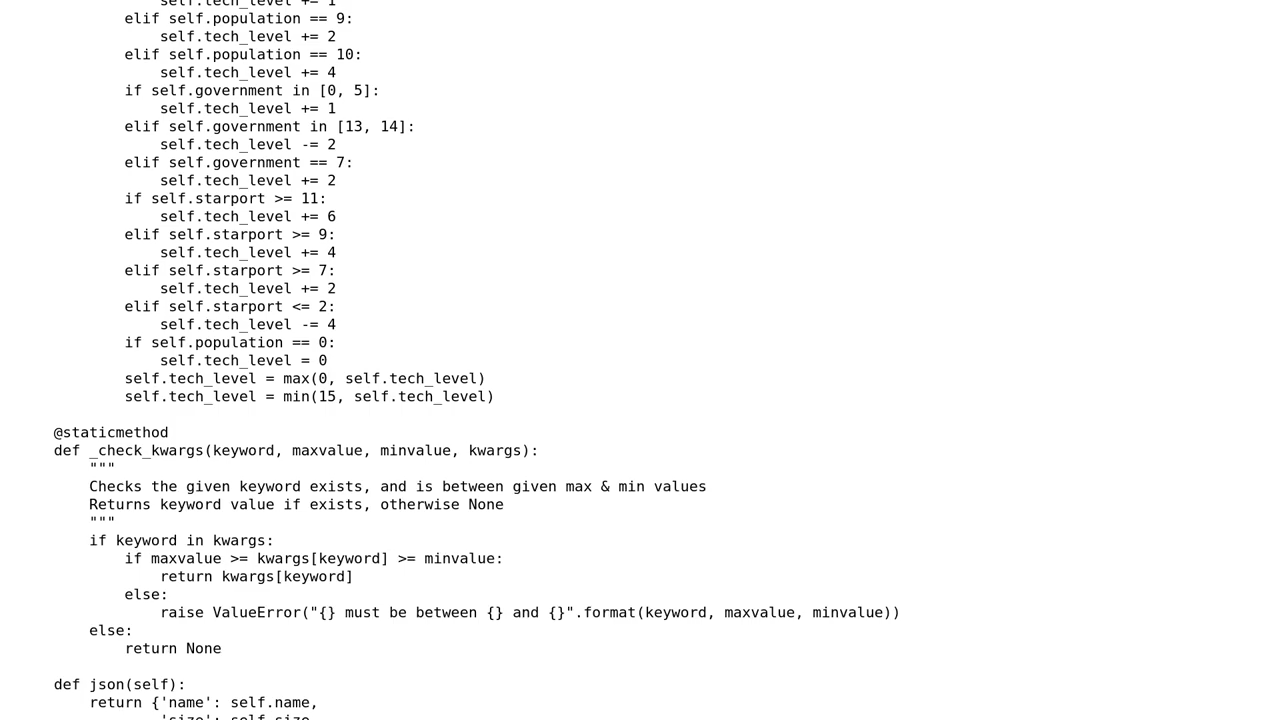 self.tech_level += 1
        elif self.population == 9:
            self.tech_level += 2
        elif self.population == 10:
            self.tech_level += 4
        if self.government in [0, 5]:
            self.tech_level += 1
        elif self.government in [13, 14]:
            self.tech_level -= 2
        elif self.government == 7:
            self.tech_level += 2
        if self.starport >= 11:
            self.tech_level += 6
        elif self.starport >= 9:
            self.tech_level += 4
        elif self.starport >= 7:
            self.tech_level += 2
        elif self.starport <= 2:
            self.tech_level -= 4
        if self.population == 0:
            self.tech_level = 0
        self.tech_level = max(0, self.tech_level)
        self.tech_level = min(15, self.tech_level)

@staticmethod
def _check_kwargs(keyword, maxvalue, minvalue, kwargs):
    """
    Checks the given keyword exists, and is between given max & min values
    Returns keyword value if exists, otherwise None
    """
    if keyword in kwargs:
        if maxvalue >= kwargs[keyword] >= minvalue:
            return kwargs[keyword]
        else:
            raise ValueError("{} must be between {} and {}".format(keyword, maxvalue, minvalue))
    else:
        return None

def json(self):
    return {'name': self.name,
            'size': self.size,